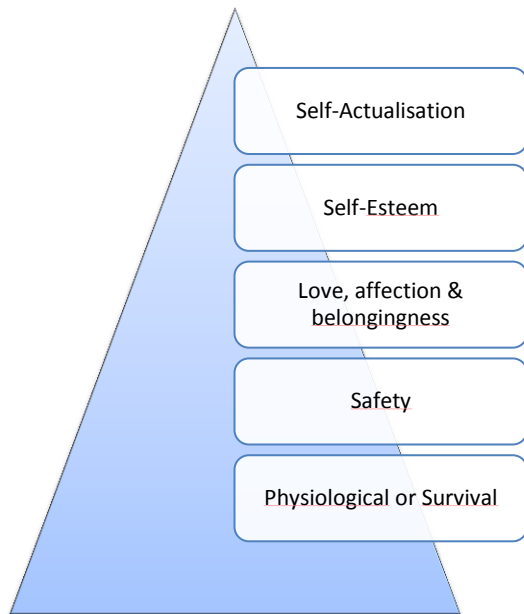 Self-Actualisation
Self-Esteem
Love, affection &
belongingness
Safety
Physiological or Survival